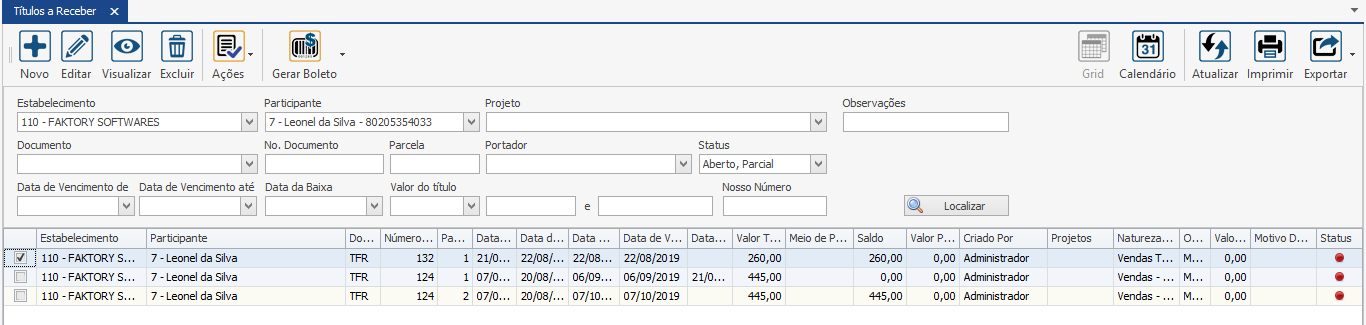 Títulos a Receber
Novo Editar Visualizar Excluir Ações Gerar Boleto Grid Calendário Atualizar Imprimir Exportar
Estabelecimento Participante Projeto Observações
110 - FAKTORY SOFTWARES 7 - Leonel da Silva - 80205354033
Documento No. Documento Parcela Portador Status
Aberto, Parcial
Data de Vencimento de Data de Vencimento até Data da Baixa Valor do título Nosso Número
e Localizar
Estabelecimento Participante Do... Número... Pa... Data... Data d... Data ... Data de V... Data... Valor T... Meio de P... Saldo Valor P... Criado Por Projetos Natureza... O... Valo... Motivo D... Status
110 - FAKTORY S... 7 - Leonel da Silva TFR 132 1 21/0... 22/08/... 22/08... 22/08/2019 260,00 260,00 0,00 Administrador Vendas T... M... 0,00
110 - FAKTORY S... 7 - Leonel da Silva TFR 124 1 07/0... 20/08/... 06/09... 06/09/2019 21/0... 445,00 0,00 0,00 Administrador Vendas - ... M... 0,00
110 - FAKTORY S... 7 - Leonel da Silva TFR 124 2 07/0... 20/08/... 07/10... 07/10/2019 445,00 445,00 0,00 Administrador Vendas - ... M... 0,00